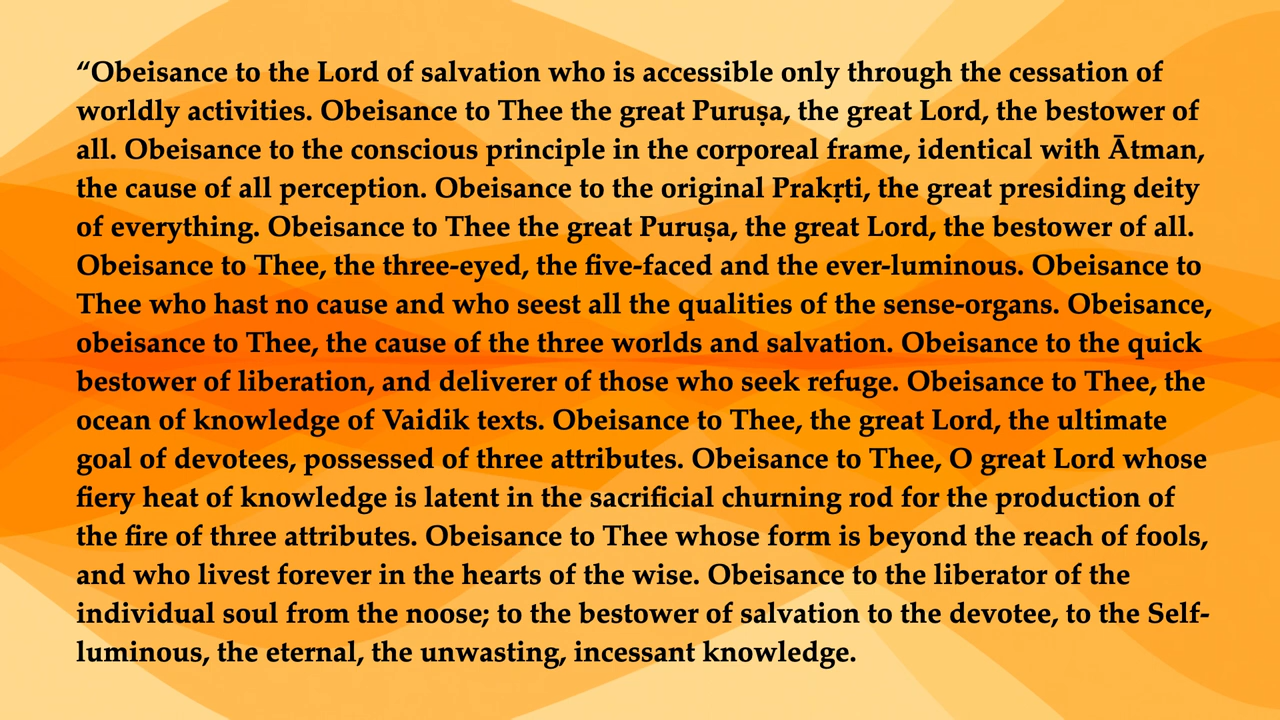 “Obeisance to the Lord of salvation who is accessible only through the cessation of
worldly activities. Obeisance to Thee the great Puruṣa, the great Lord, the bestower of
all. Obeisance to the conscious principle in the corporeal frame, identical with Ātman,
the cause of all perception. Obeisance to the original Prakṛti, the great presiding deity
of everything. Obeisance to Thee the great Puruṣa, the great Lord, the bestower of all.
Obeisance to Thee, the three-eyed, the five-faced and the ever-luminous. Obeisance to
Thee who hast no cause and who seest all the qualities of the sense-organs. Obeisance,
obeisance to Thee, the cause of the three worlds and salvation. Obeisance to the quick
bestower of liberation, and deliverer of those who seek refuge. Obeisance to Thee, the
ocean of knowledge of Vaidik texts. Obeisance to Thee, the great Lord, the ultimate
goal of devotees, possessed of three attributes. Obeisance to Thee, O great Lord whose
fiery heat of knowledge is latent in the sacrificial churning rod for the production of
the fire of three attributes. Obeisance to Thee whose form is beyond the reach of fools,
and who livest forever in the hearts of the wise. Obeisance to the liberator of the
individual soul from the noose; to the bestower of salvation to the devotee, to the Self-
luminous, the eternal, the unwasting, incessant knowledge.